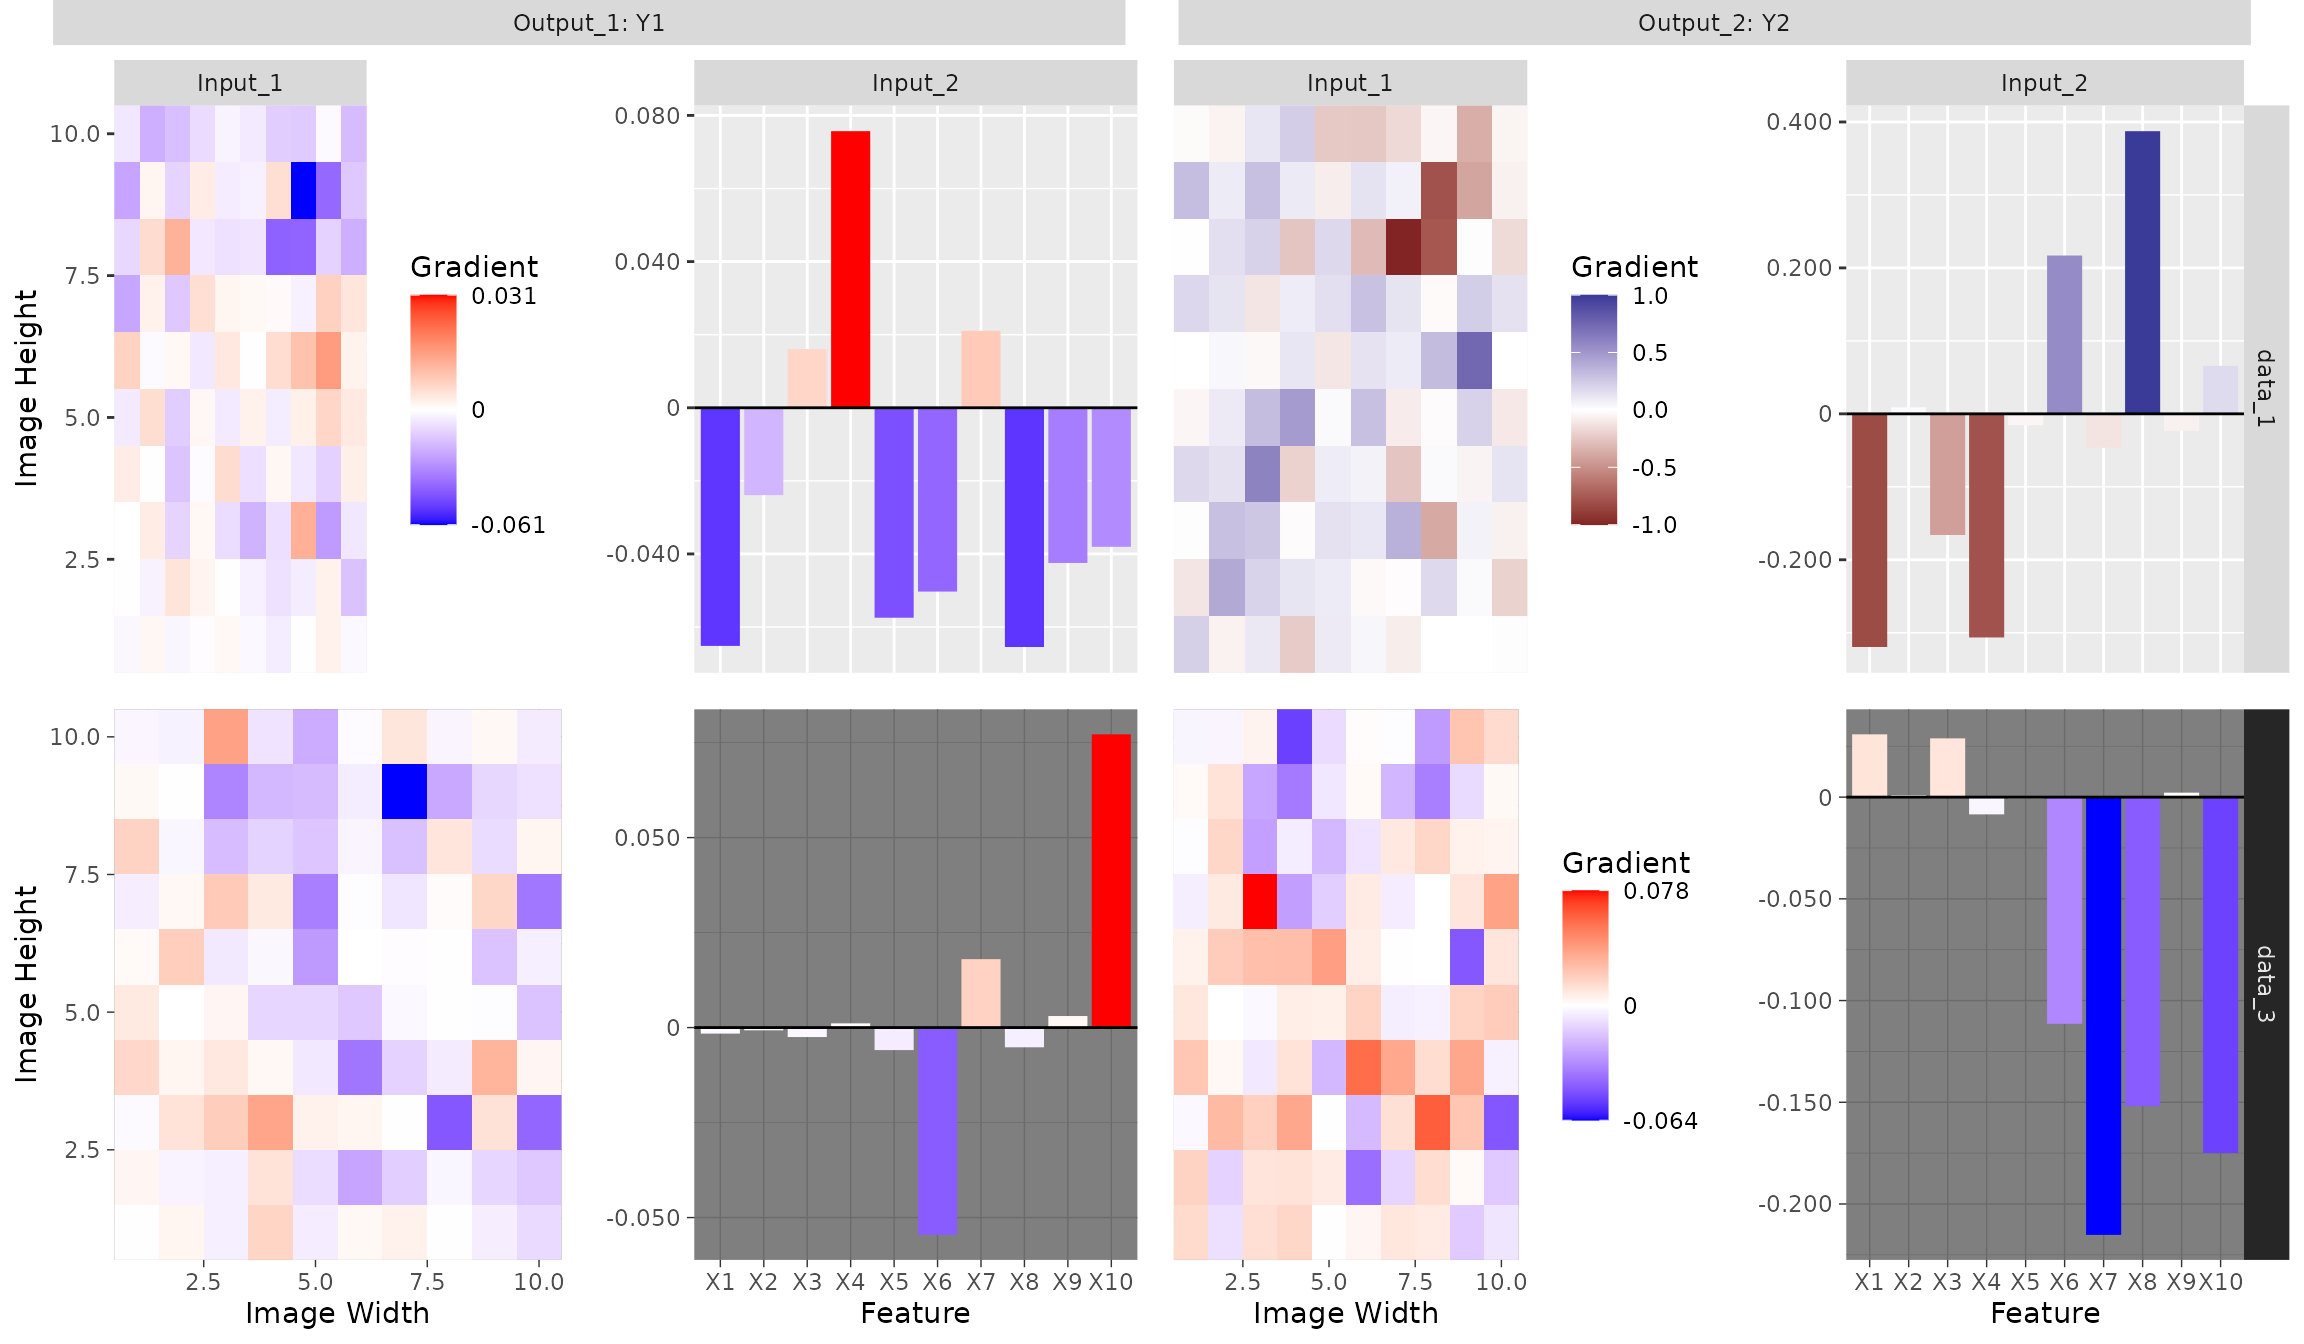 Output_1: Y1
Output_2: Y2
Input_1
Input_2
Input_1
Input_2
Image Height
10.0
7.5
5.0
2.5
Gradient
0.031
0
-0.061
0.080
0.040
0
-0.040
Gradient
1.0
0.5
0.0
-0.5
-1.0
0.400
0.200
0
-0.200
data_1
Image Height
10.0
7.5
5.0
2.5
2.5 5.0 7.5 10.0
Image Width
0.050
0
-0.050
X1 X2 X3 X4 X5 X6 X7 X8 X9 X10
Feature
2.5 5.0 7.5 10.0
Image Width
Gradient
0.078
0
-0.064
0
-0.050
-0.100
-0.150
-0.200
X1 X2 X3 X4 X5 X6 X7 X8 X9 X10
Feature
data_3